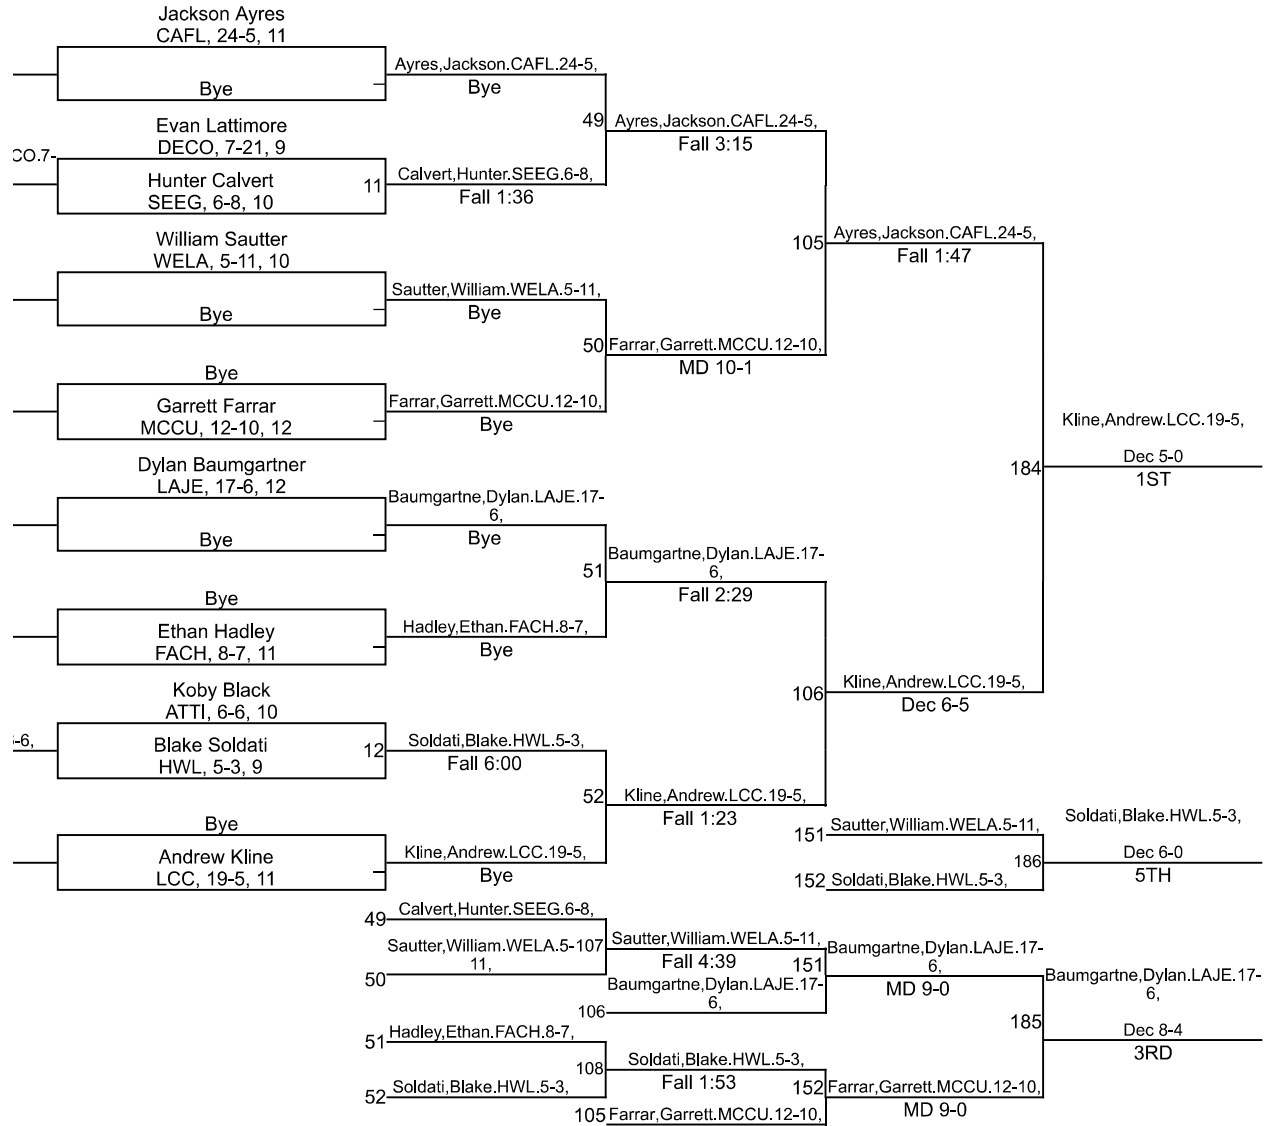 Jackson Ayres
CAFL, 24-5, 11
Ayres,Jackson.CAFL.24-5,
Bye
Bye
Evan Lattimore
DECO, 7-21, 9
49
Ayres,Jackson.CAFL.24-5,
Fall 3:15
CO.7-
Hunter Calvert
SEEG, 6-8, 10
11
Calvert,Hunter.SEEG.6-8,
Fall 1:36
William Sautter
WELA, 5-11, 10
105
Ayres,Jackson.CAFL.24-5,
Fall 1:47
Sautter,William.WELA.5-11,
Bye
Bye
50
Farrar,Garrett.MCCU.12-10,
MD 10-1
Bye
Garrett Farrar
MCCU, 12-10, 12
Farrar,Garrett.MCCU.12-10,
Bye
Kline,Andrew.LCC.19-5,
Dec 5-0
184
1ST
Dylan Baumgartner
LAJE, 17-6, 12
Baumgartne,Dylan.LAJE.17-
6,
Bye
Bye
51
Baumgartne,Dylan.LAJE.17-
6,
Fall 2:29
Bye
Ethan Hadley
FACH, 8-7, 11
Hadley,Ethan.FACH.8-7,
Bye
Koby Black
ATTI, 6-6, 10
106
Kline,Andrew.LCC.19-5,
Dec 6-5
-6,
Blake Soldati
HWL, 5-3, 9
12
Soldati,Blake.HWL.5-3,
Fall 6:00
52
Kline,Andrew.LCC.19-5,
Fall 1:23
Bye
Andrew Kline
LCC, 19-5, 11
Kline,Andrew.LCC.19-5,
Bye
151
Sautter,William.WELA.5-11,
Soldati,Blake.HWL.5-3,
Dec 6-0
186
5TH
152
Soldati,Blake.HWL.5-3,
49
Calvert,Hunter.SEEG.6-8,
Sautter,William.WELA.5-
11,
107
50
Sautter,William.WELA.5-11,
Fall 4:39
151
Baumgartne,Dylan.LAJE.17-
6,
MD 9-0
Baumgartne,Dylan.LAJE.17-
6,
106
Baumgartne,Dylan.LAJE.17-
6,
185
Dec 8-4
3RD
51
Hadley,Ethan.FACH.8-7,
108
Soldati,Blake.HWL.5-3,
Fall 1:53
52
Soldati,Blake.HWL.5-3,
152
Farrar,Garrett.MCCU.12-10,
MD 9-0
105
Farrar,Garrett.MCCU.12-10,